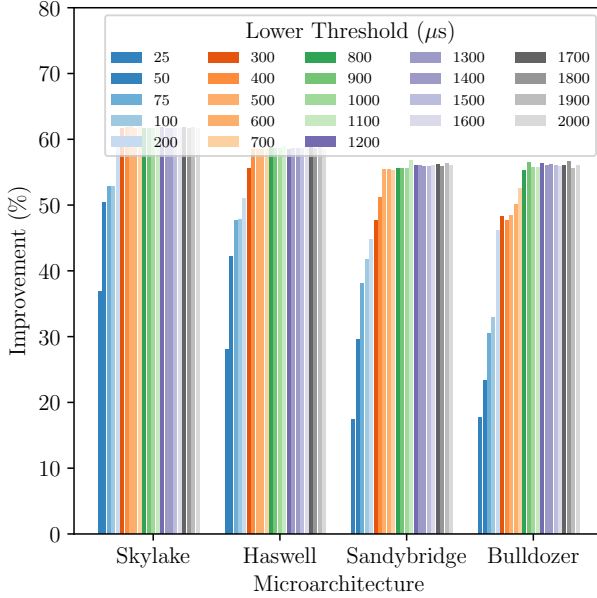 Lower Threshold (μs)
25 300 800 1300 1700
50 400 900 1400 1800
75 500 1000 1500 1900
100 600 1100 1600 2000
200 700 1200
80
70
60
50
40
30
20
10
0
Improvement (%)
Skylake Haswell Sandybridge Bulldozer
Microarchitecture